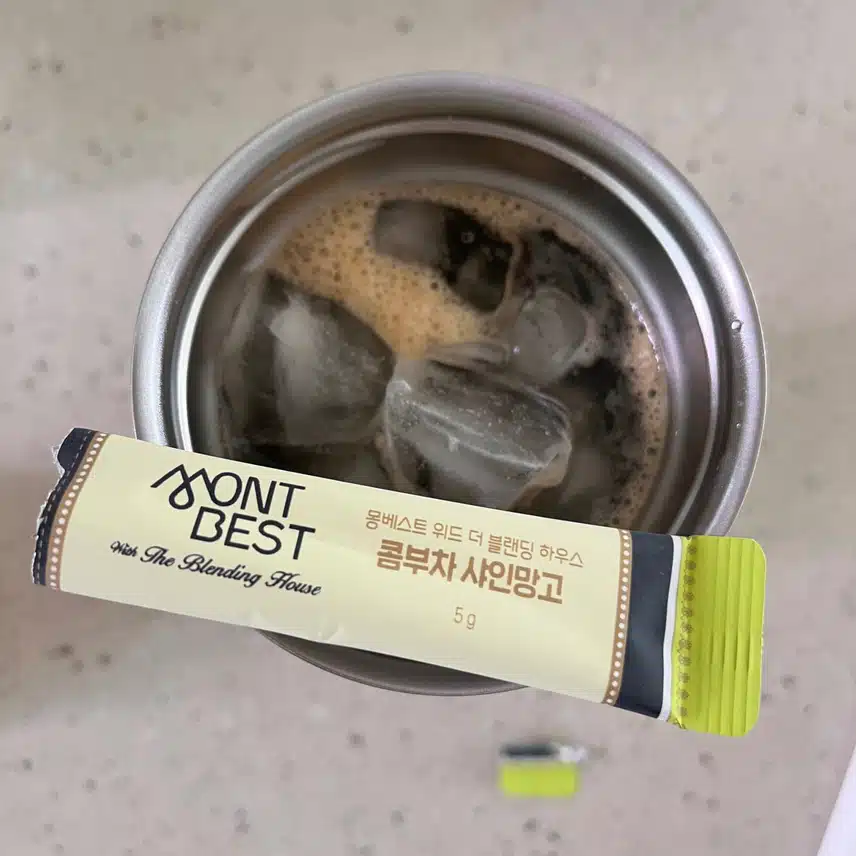 MONT
BEST
With The Blending House
몽베스트 위드 더 블랜딩 하우스
콤부차 샤인망고
5g